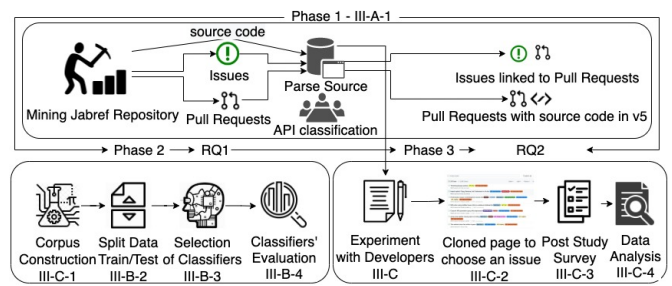 Phase 1 - III-A-1
source code
Issues
Mining Jabref Repository
Pull Requests
Parse Source
API classification
Issues linked to Pull Requests
Pull Requests with source code in v5
Phase 2
RQ1
Phase 3
RQ2
Corpus
Construction
III-C-1
Split Data
Train/Test
III-B-2
Selection
of Classifiers
III-B-3
Classifiers'
Evaluation
III-B-4
Experiment
with Developers
III-C
Cloned page to
choose an issue
III-C-2
Post Study
Survey
III-C-3
Data
Analysis
III-C-4